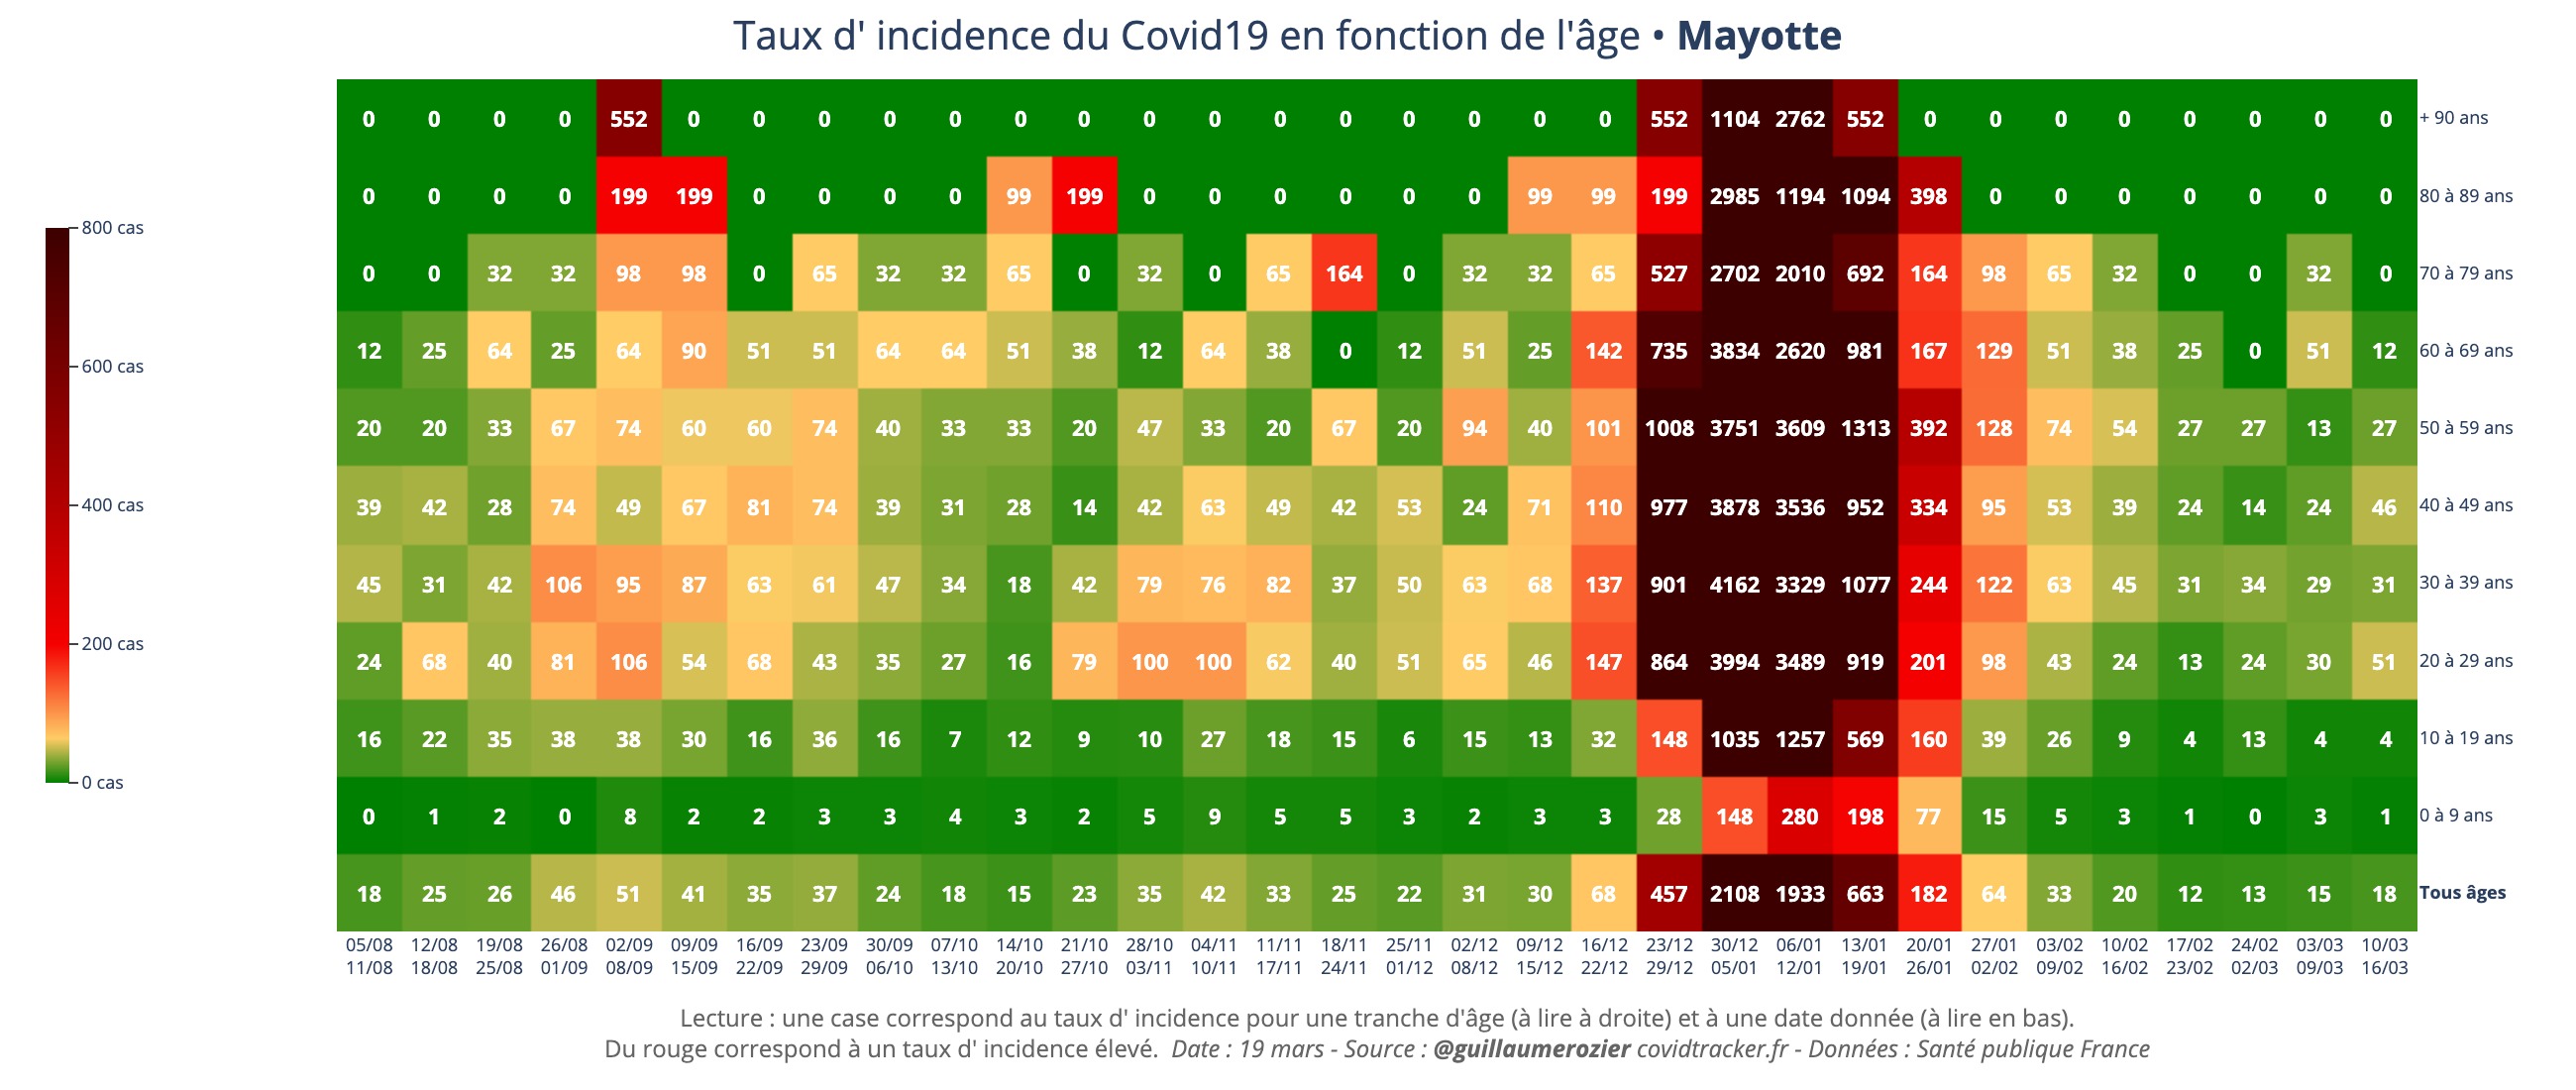 Taux d' incidence du Covid19 en fonction de l'âge • Mayotte
800 cas
600 cas
400 cas
200 cas
0 cas
0 0 0 0 552 0 0 0 0 0 0 0 0 0 0 0 0 0 0 0 552 1104 2762 552 0 0 0 0 0 0 0 0 + 90 ans
0 0 0 0 199 199 0 0 0 0 99 199 0 0 0 0 0 0 99 99 199 2985 1194 1094 398 0 0 0 0 0 0 0 80 à 89 ans
0 0 32 32 98 98 0 65 32 32 65 0 32 0 65 164 0 32 32 65 527 2702 2010 692 164 98 65 32 0 0 32 0 70 à 79 ans
12 25 64 25 64 90 51 51 64 64 51 38 12 64 38 0 12 51 25 142 735 3834 2620 981 167 129 51 38 25 0 51 12 60 à 69 ans
20 20 33 67 74 60 60 74 40 33 33 20 47 33 20 67 20 94 40 101 1008 3751 3609 1313 392 128 74 54 27 27 13 27 50 à 59 ans
39 42 28 74 49 67 81 74 39 31 28 14 42 63 49 42 53 24 71 110 977 3878 3536 952 334 95 53 39 24 14 24 46 40 à 49 ans
45 31 42 106 95 87 63 61 47 34 18 42 79 76 82 37 50 63 68 137 901 4162 3329 1077 244 122 63 45 31 34 29 31 30 à 39 ans
24 68 40 81 106 54 68 43 35 27 16 79 100 100 62 40 51 65 46 147 864 3994 3489 919 201 98 43 24 13 24 30 51 20 à 29 ans
16 22 35 38 38 30 16 36 16 7 12 9 10 27 18 15 6 15 13 32 148 1035 1257 569 160 39 26 9 4 13 4 4 10 à 19 ans
0 1 2 0 8 2 2 3 3 4 3 2 5 9 5 5 3 2 3 3 28 148 280 198 77 15 5 3 1 0 3 1 0 à 9 ans
18 25 26 46 51 41 35 37 24 18 15 23 35 42 33 25 22 31 30 68 457 2108 1933 663 182 64 33 20 12 13 15 18 Tous âges
05/08 12/08 19/08 26/08 02/09 09/09 16/09 23/09 30/09 07/10 14/10 21/10 28/10 04/11 11/11 18/11 25/11 02/12 09/12 16/12 23/12 30/12 06/01 13/01 20/01 27/01 03/02 10/02 17/02 24/02 03/03 10/03
11/08 18/08 25/08 01/09 08/09 15/09 22/09 29/09 06/10 13/10 20/10 27/10 03/11 10/11 17/11 24/11 01/12 08/12 15/12 22/12 29/12 05/01 12/01 19/01 26/01 02/02 09/02 16/02 23/02 02/03 09/03 16/03
Lecture : une case correspond au taux d' incidence pour une tranche d'âge (à lire à droite) et à une date donnée (à lire en bas).
Du rouge correspond à un taux d' incidence élevé. Date : 19 mars - Source : @guillaumerozier covidtracker.fr - Données : Santé publique France